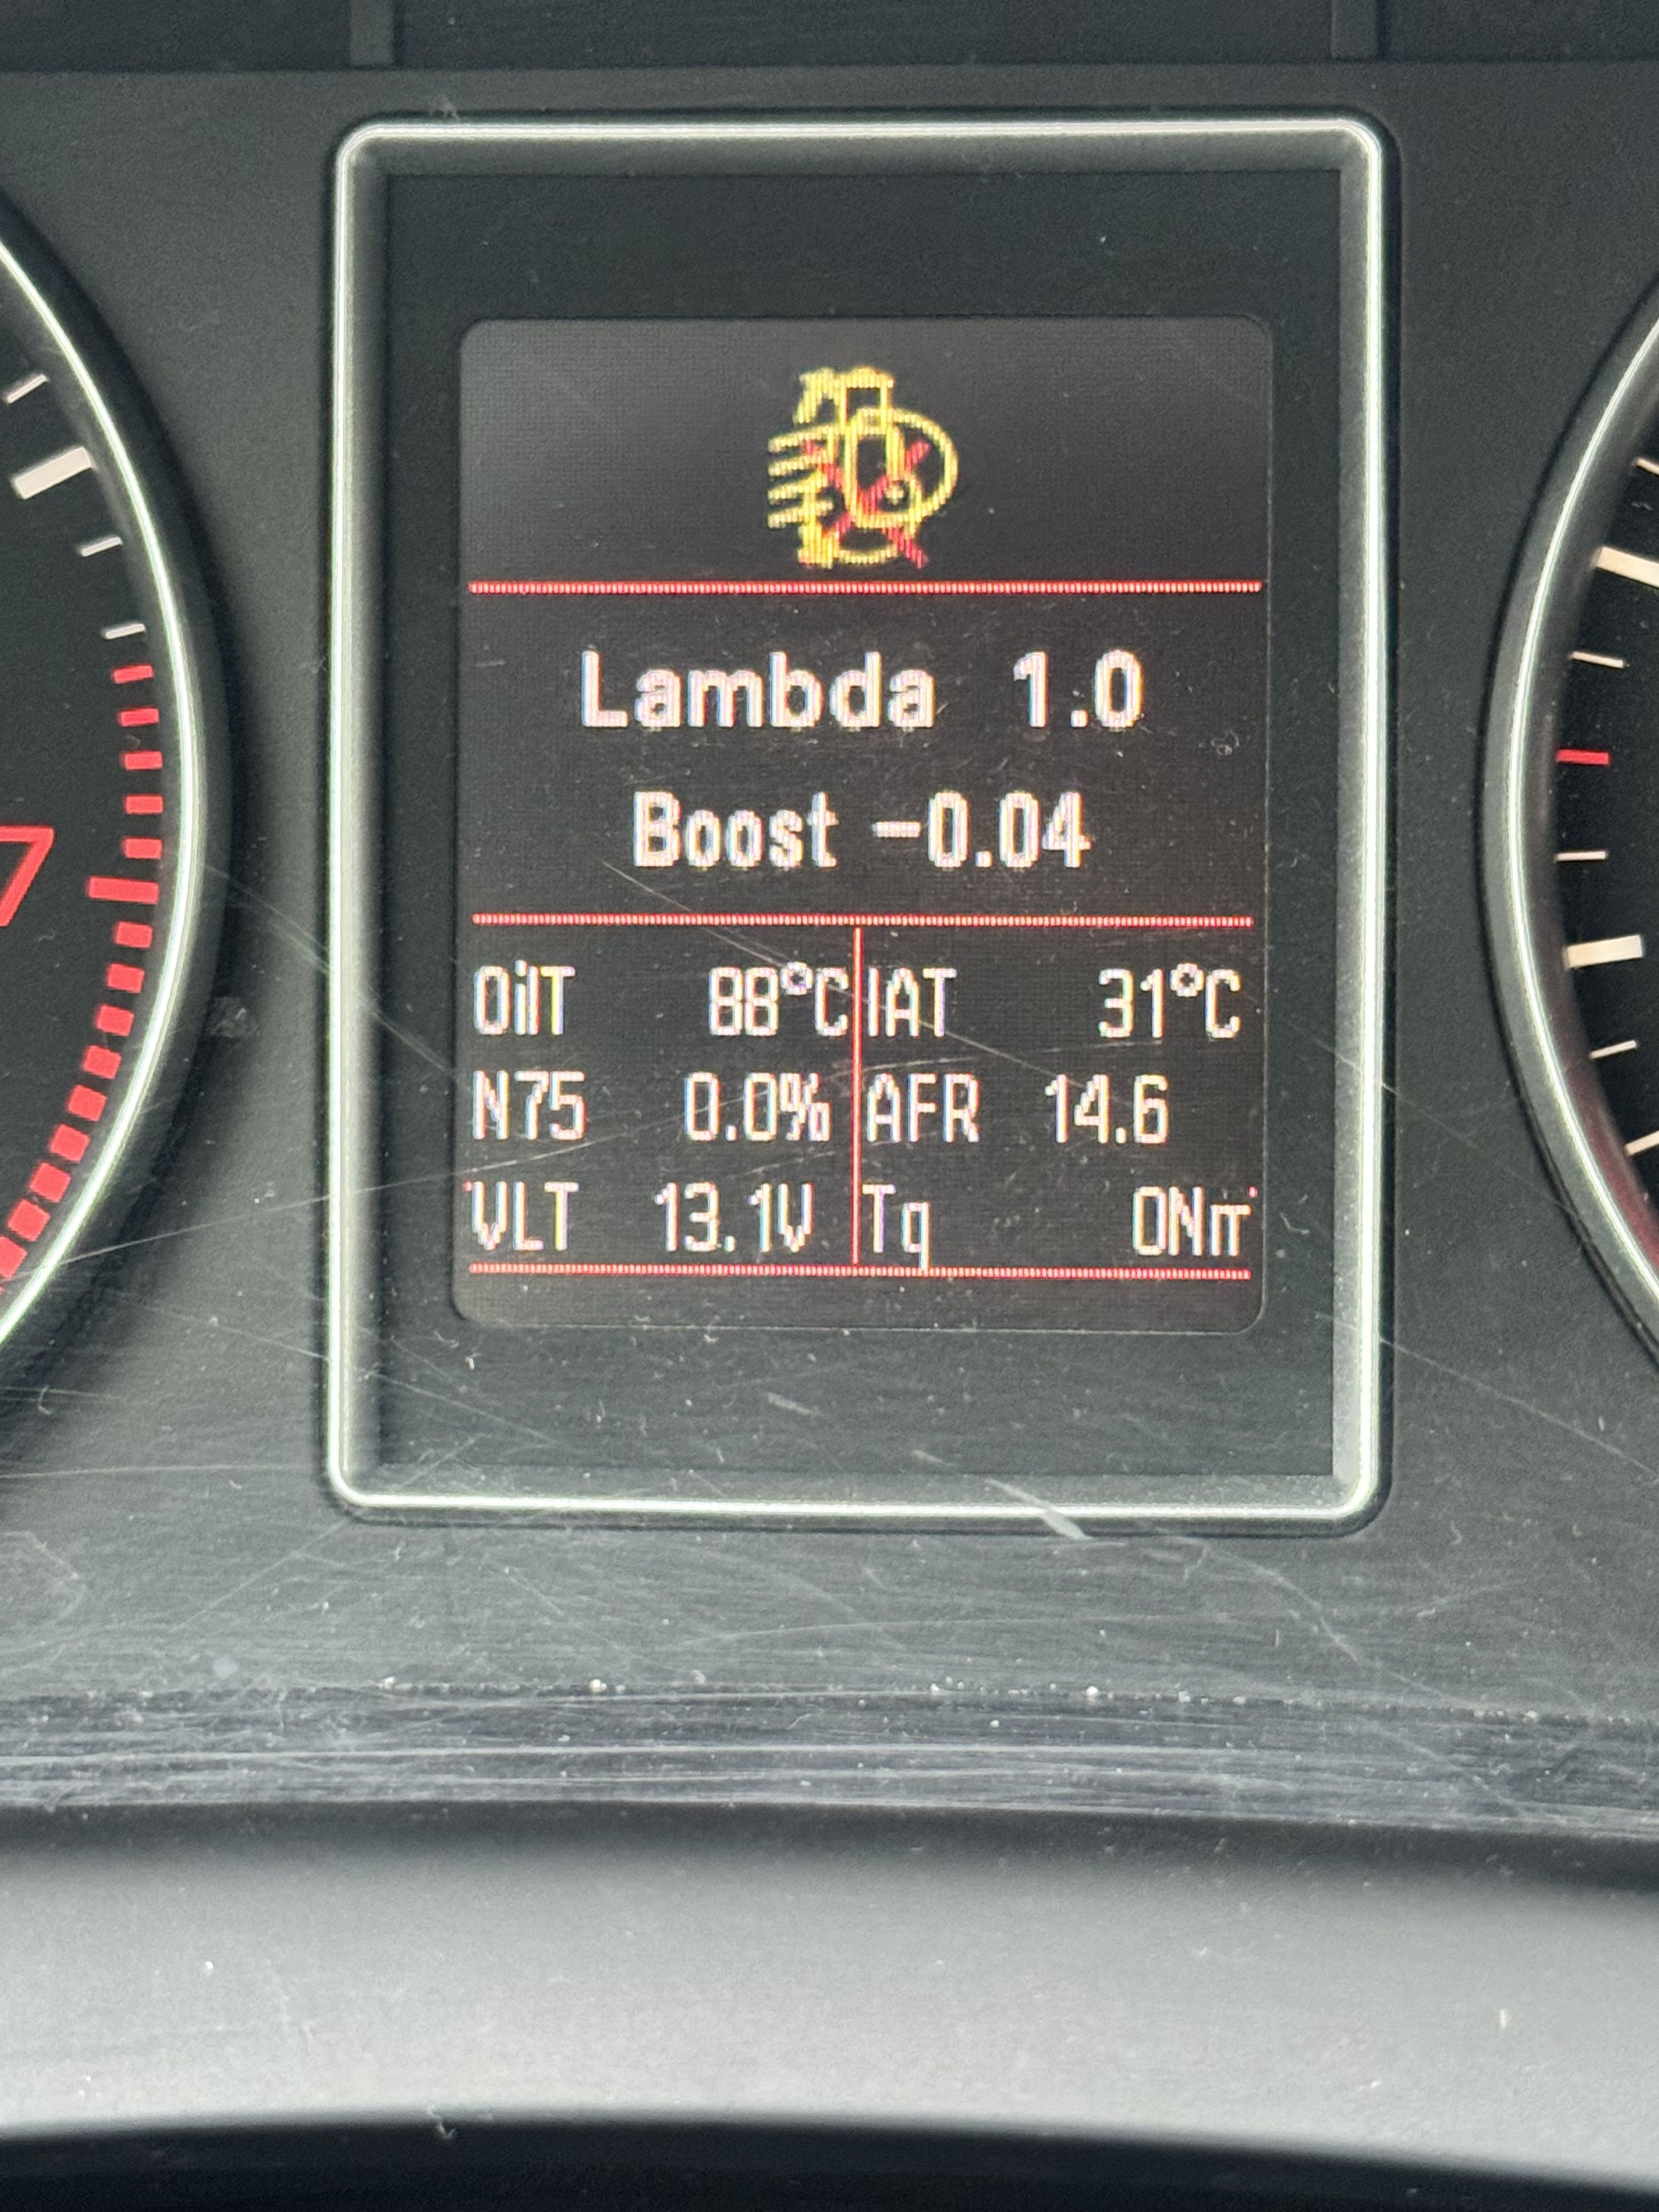 Lambda 1.0
Boost -0.04
OilT 88°C IAT 31°C
N75 0.0% AFR 14.6
VLT 13.1V Tq 0Nm
7